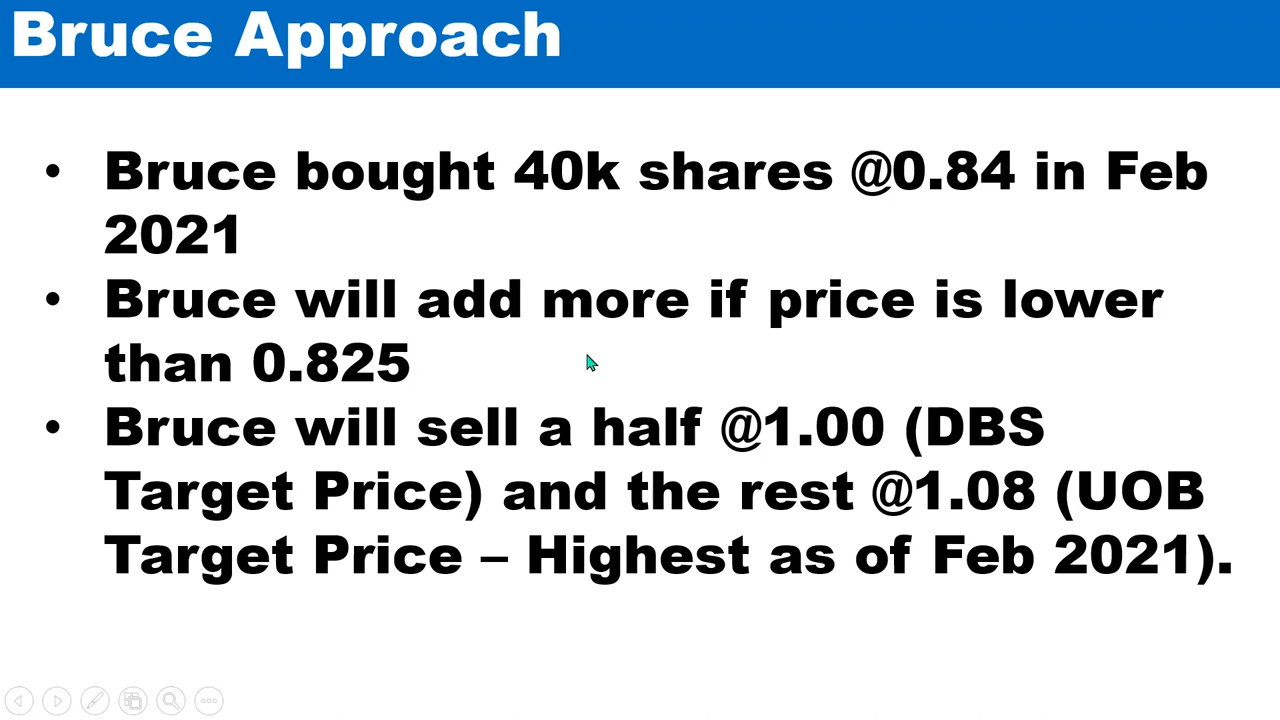 Bruce Approach
• Bruce bought 40k shares @0.84 in Feb
2021
• Bruce will add more if price is lower
than 0.825
• Bruce will sell a half @1.00 (DBS
Target Price) and the rest @1.08 (UOB
Target Price – Highest as of Feb 2021).